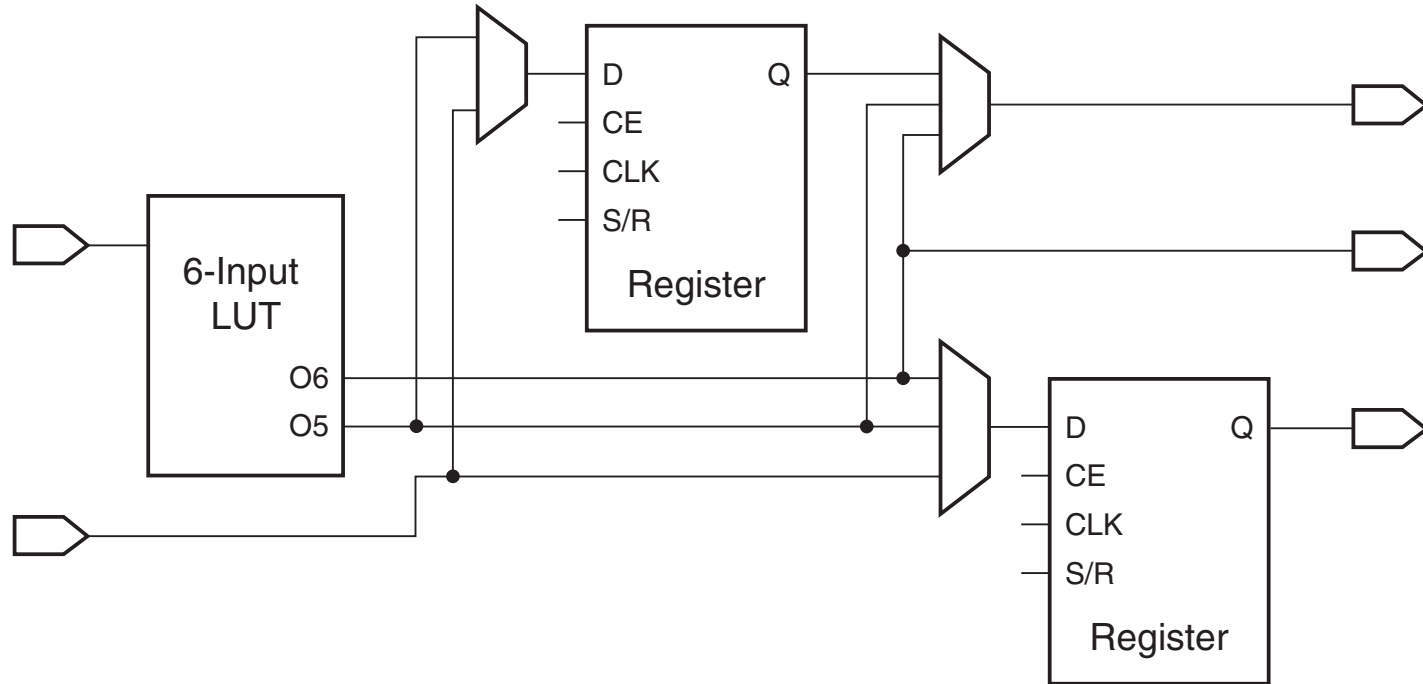 D
Q
CE
CLK
S/R
Register
6-Input
LUT
O6
O5
D
Q
CE
CLK
S/R
Register